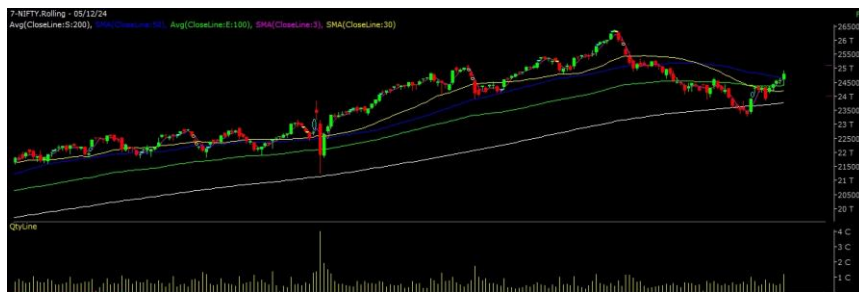 7-NIFTY.Rolling - 05/12/24
Avg(CloseLine:S:200), SMA(CloseLine:50), Avg(CloseLine:E:100), SMA(CloseLine:3), SMA(CloseLine:30)
26500
26 T
25500
25 T
24500
24 T
23500
23 T
22500
22 T
21500
21 T
20500
20 T
QtyLine
4 C
3 C
2 C
1 C